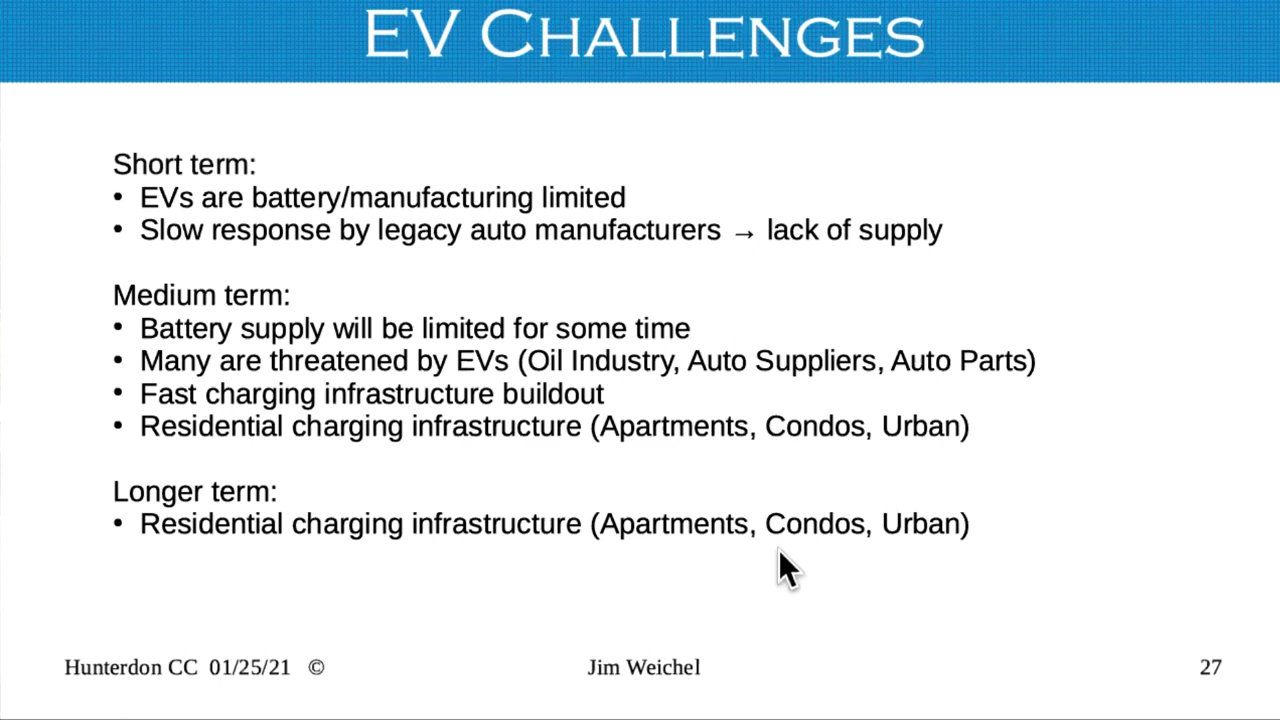 EV CHALLENGES
Short term:
• EVs are battery/manufacturing limited
• Slow response by legacy auto manufacturers → lack of supply
Medium term:
• Battery supply will be limited for some time
• Many are threatened by EVs (Oil Industry, Auto Suppliers, Auto Parts)
• Fast charging infrastructure buildout
• Residential charging infrastructure (Apartments, Condos, Urban)
Longer term:
• Residential charging infrastructure (Apartments, Condos, Urban)
Hunterdon CC 01/25/21 © Jim Weichel 27